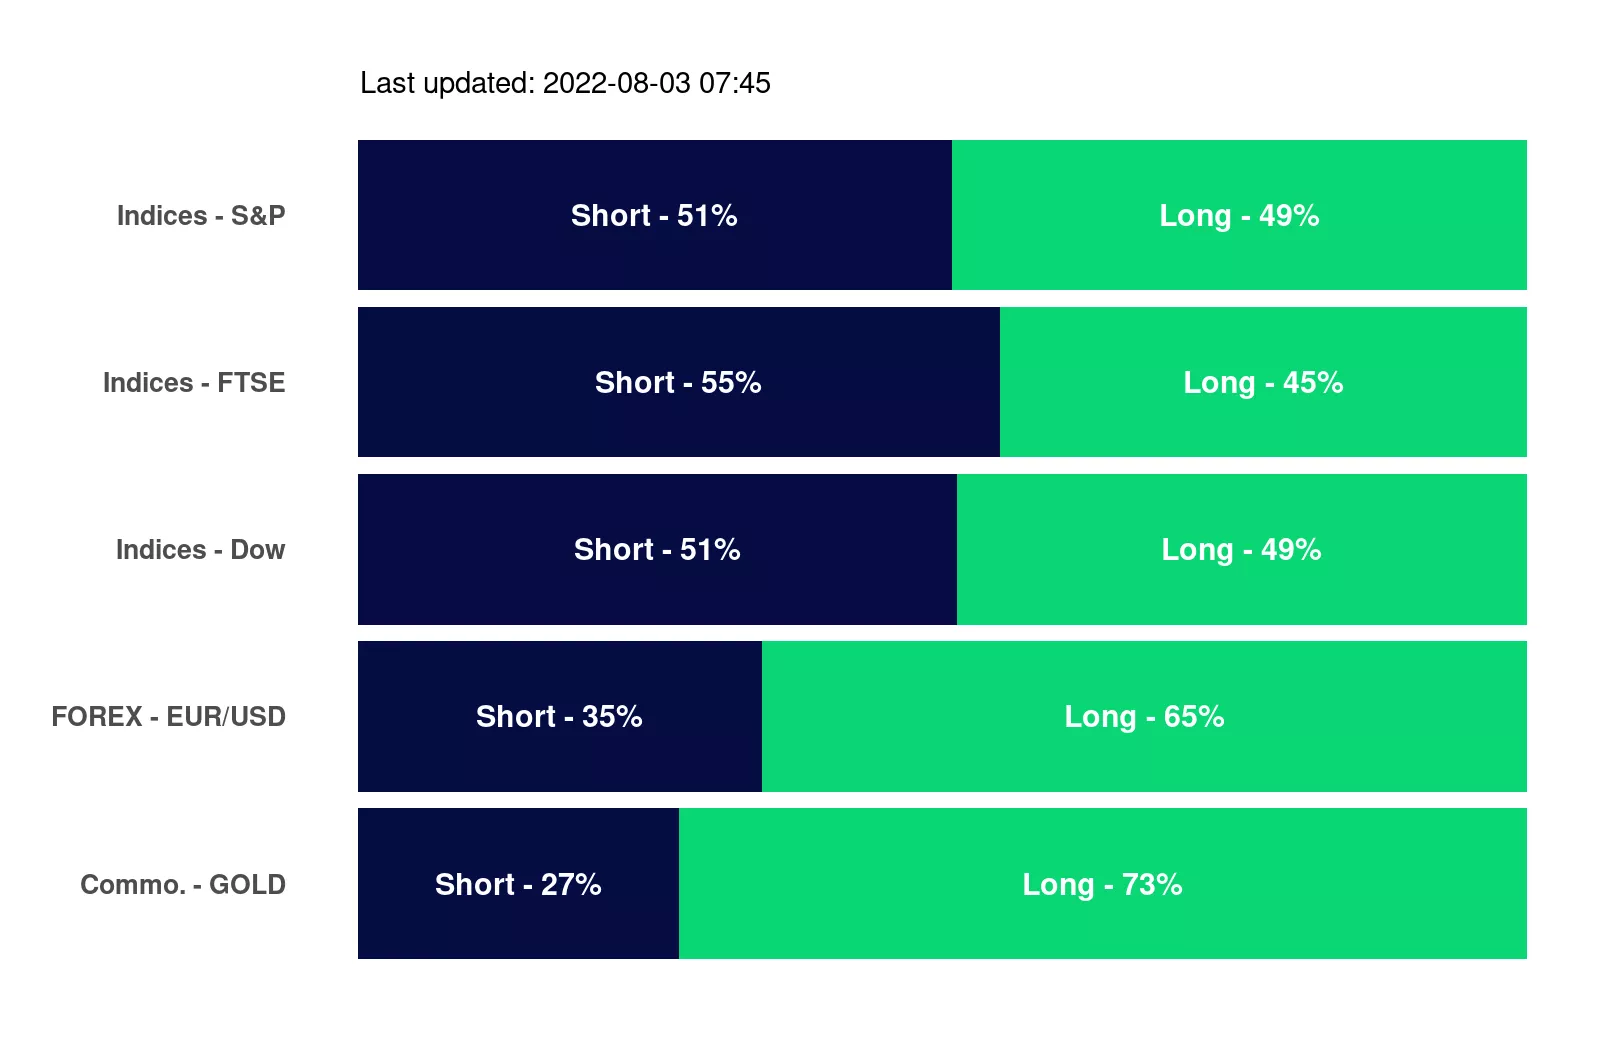 Last updated: 2022-08-03 07:45
Indices - S&P
Short - 51%
Long - 49%
Indices - FTSE
Short - 55%
Long - 45%
Indices - Dow
Short - 51%
Long - 49%
FOREX - EUR/USD
Short - 35%
Long - 65%
Commo. - GOLD
Short - 27%
Long - 73%